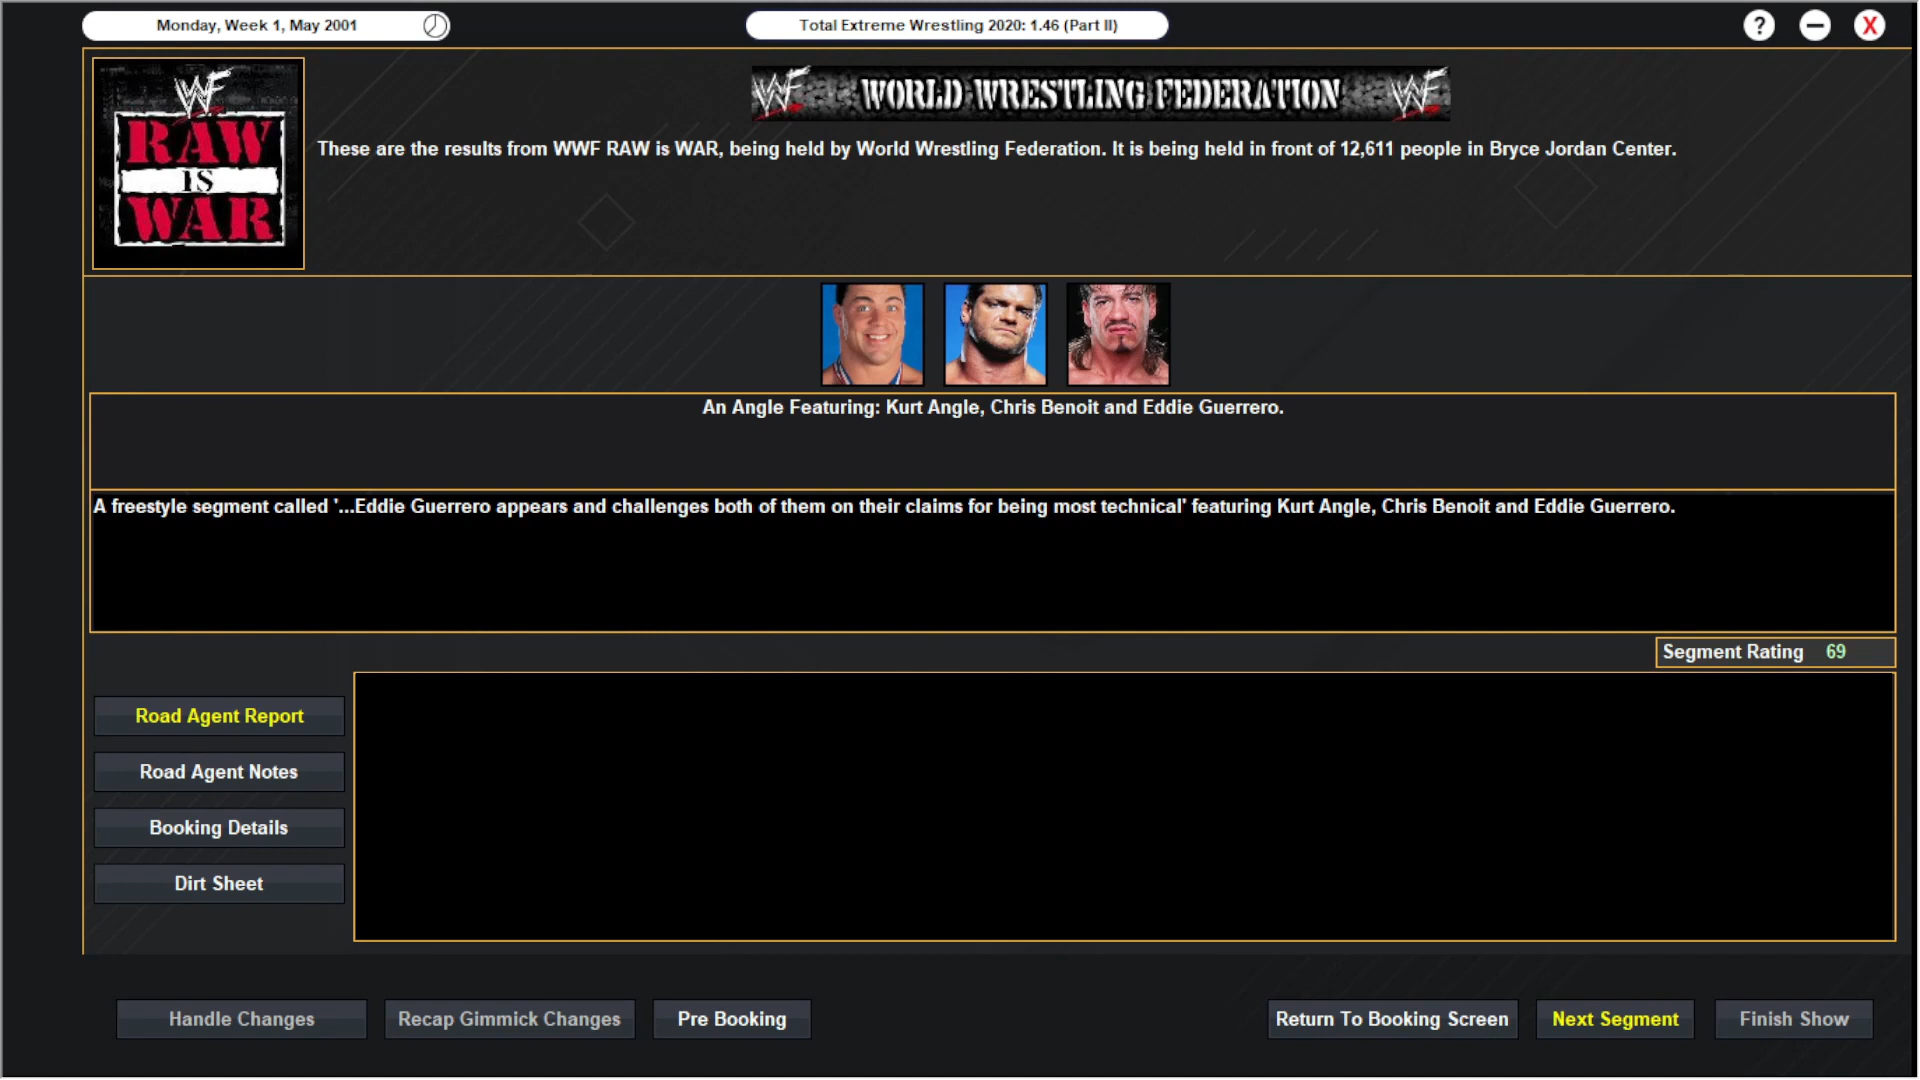 Monday, Week 1, May 2001
Total Extreme Wrestling 2020: 1.46 (Part II)
? X
WF
RAW
IS
WAR
WF WORLD WRESTLING FEDERATION WF
These are the results from WWF RAW is WAR, being held by World Wrestling Federation. It is being held in front of 12,611 people in Bryce Jordan Center.
An Angle Featuring: Kurt Angle, Chris Benoit and Eddie Guerrero.
A freestyle segment called '...Eddie Guerrero appears and challenges both of them on their claims for being most technical' featuring Kurt Angle, Chris Benoit and Eddie Guerrero.
Segment Rating 69
Road Agent Report
Road Agent Notes
Booking Details
Dirt Sheet
Handle Changes Recap Gimmick Changes Pre Booking Return To Booking Screen Next Segment Finish Show